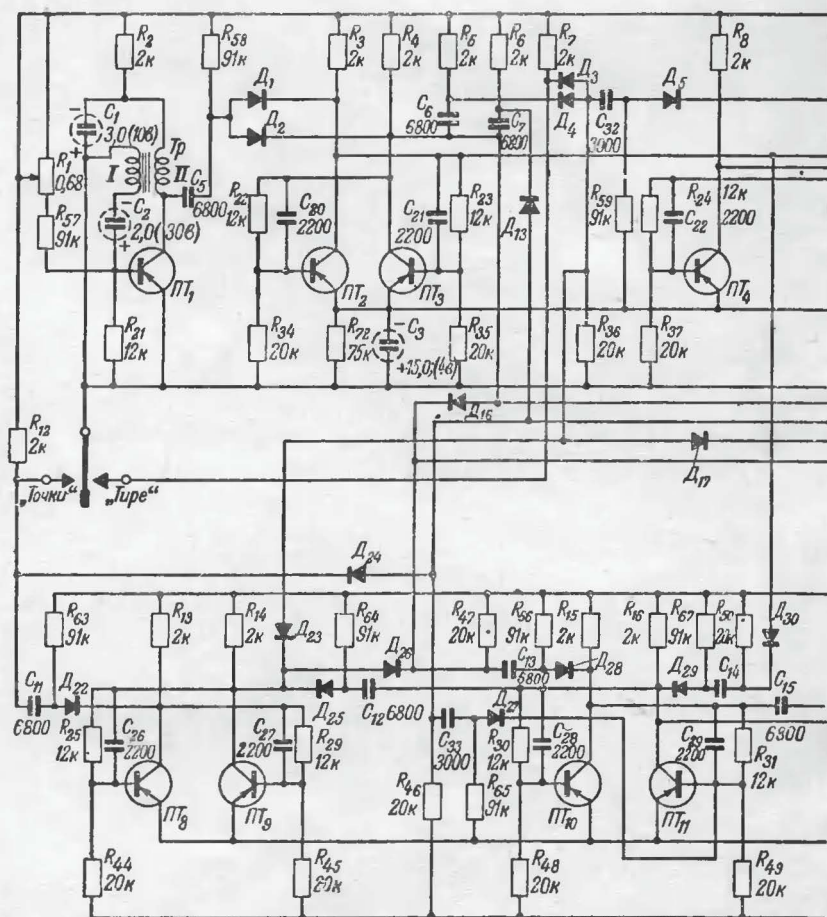 R₂
2к
R₅₈
91к
R₃
2к
R₄
2к
R₅
2к
R₆
2к
R₇
2к
R₈
2к
Д₁
Д₂
Д₃
Д₄
Д₅
C₁
3,0(10в)
Тр
I
II
C₅
6800
C₆
6800
C₇
6800
C₃₂
3000
R₁
0,68
R₅₇
91к
C₂
2,0(30в)
R₂₂
12к
C₂₀
2200
C₂₁
2200
R₂₃
12к
Д₁₃
R₅₉
91к
R₂₄
12к
2200
C₂₂
ПТ₁
ПТ₂
ПТ₃
ПТ₄
R₂₁
12к
R₃₄
20к
R₇₂
75к
C₃
15,0(4в)
R₃₅
20к
R₃₆
20к
R₃₇
20к
R₁₂
2к
Д₁₆
Д₁₇
„Точки“
„Тире“
Д₂₄
R₆₃
91к
R₁₃
2к
R₁₄
2к
Д₂₃
R₆₄
91к
Д₂₆
R₄₇
20к
R₆₆
91к
R₁₅
2к
R₁₆
2к
R₆₇
91к
R₅₀
20к
Д₃₀
C₁₁
6800
Д₂₂
C₁₃
6800
Д₂₈
Д₂₉
C₁₄
C₁₅
6800
R₂₅
12к
C₂₆
2200
C₂₇
2200
R₂₉
12к
Д₂₅
C₁₂
6800
Д₂₇
C₃₃
3000
R₃₀
12к
C₂₈
2200
C₂₉
2200
R₃₁
12к
ПТ₈
ПТ₉
R₄₆
20к
R₆₅
91к
ПТ₁₀
ПТ₁₁
R₄₄
20к
R₄₅
20к
R₄₈
20к
R₄₉
20к